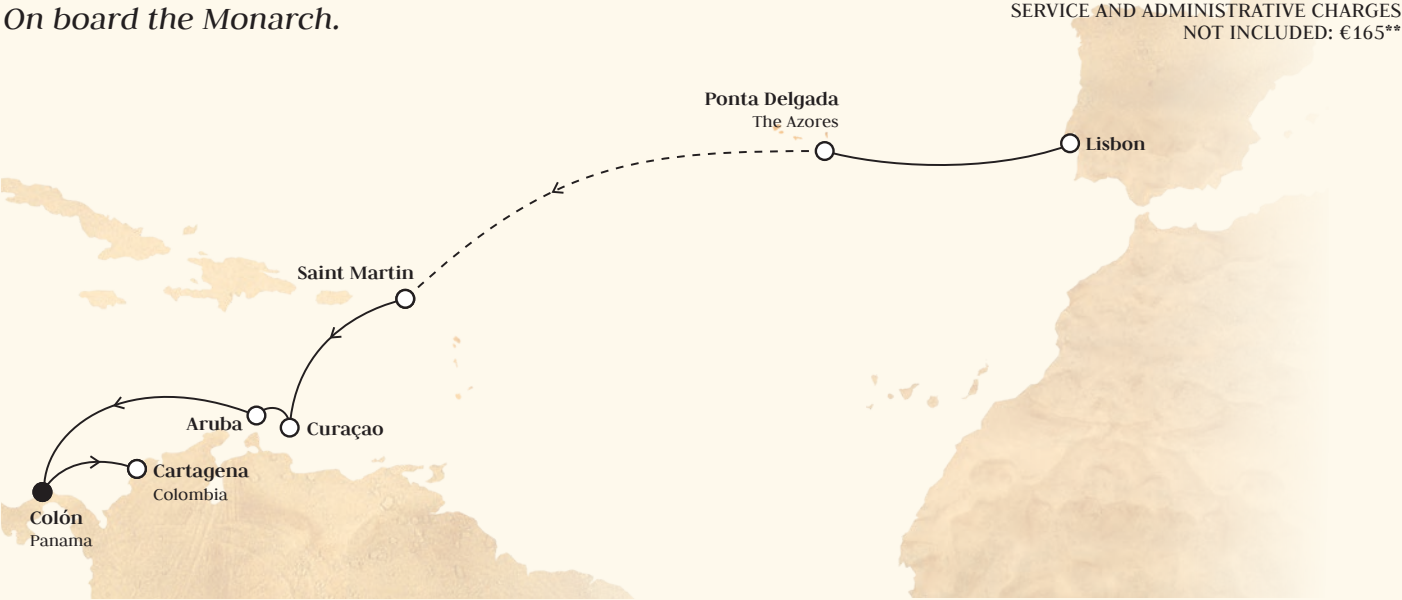 On board the Monarch.
SERVICE AND ADMINISTRATIVE CHARGES
NOT INCLUDED: €165**
Ponta Delgada
The Azores
Lisbon
Saint Martin
Aruba
Curaçao
Cartagena
Colombia
Colón
Panama